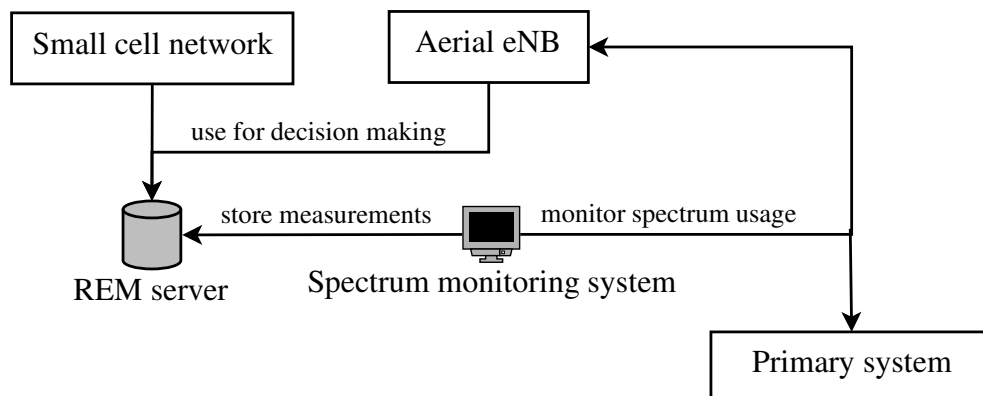 Small cell network
Aerial eNB
use for decision making
store measurements
monitor spectrum usage
REM server
Spectrum monitoring system
Primary system